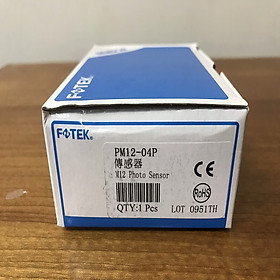 FOTEK®
FOTEK®
PM12-04P
傳感器
M12 Photo Sensor
CE
RoHS
QTY:1 Pcs
LOT 0951TH